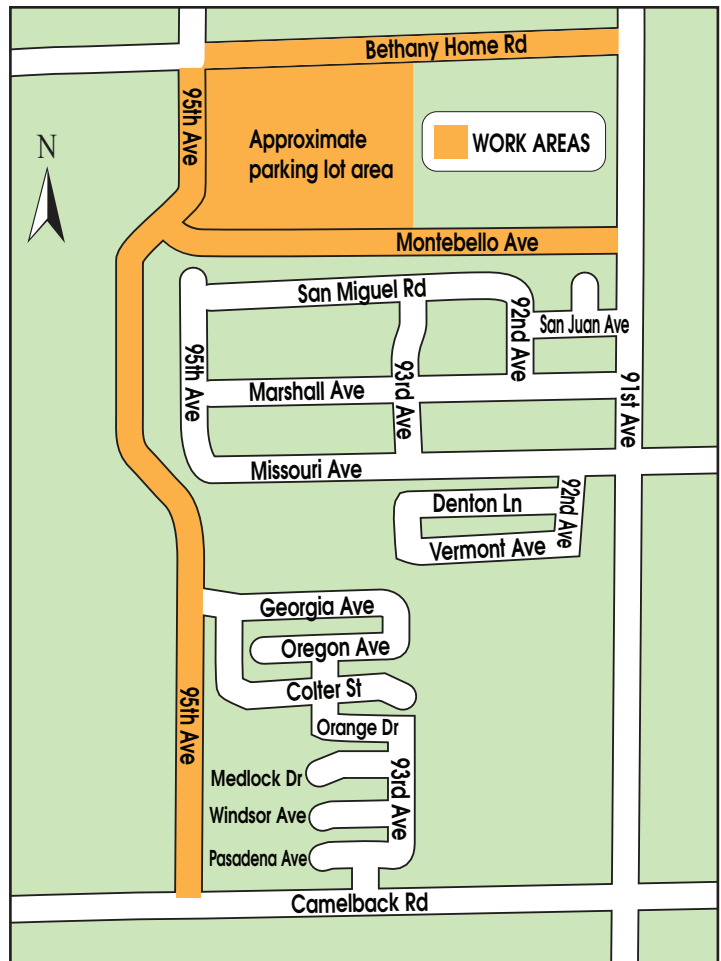 Bethany Home Rd
95th Ave
N
Approximate
parking lot area
WORK AREAS
Montebello Ave
San Miguel Rd
92nd Ave
San Juan Ave
95th Ave
93rd Ave
91st Ave
Marshall Ave
Missouri Ave
Denton Ln
92nd Ave
Vermont Ave
Georgia Ave
Oregon Ave
Colter St
95th Ave
Orange Dr
Medlock Dr
93rd Ave
Windsor Ave
Pasadena Ave
Camelback Rd